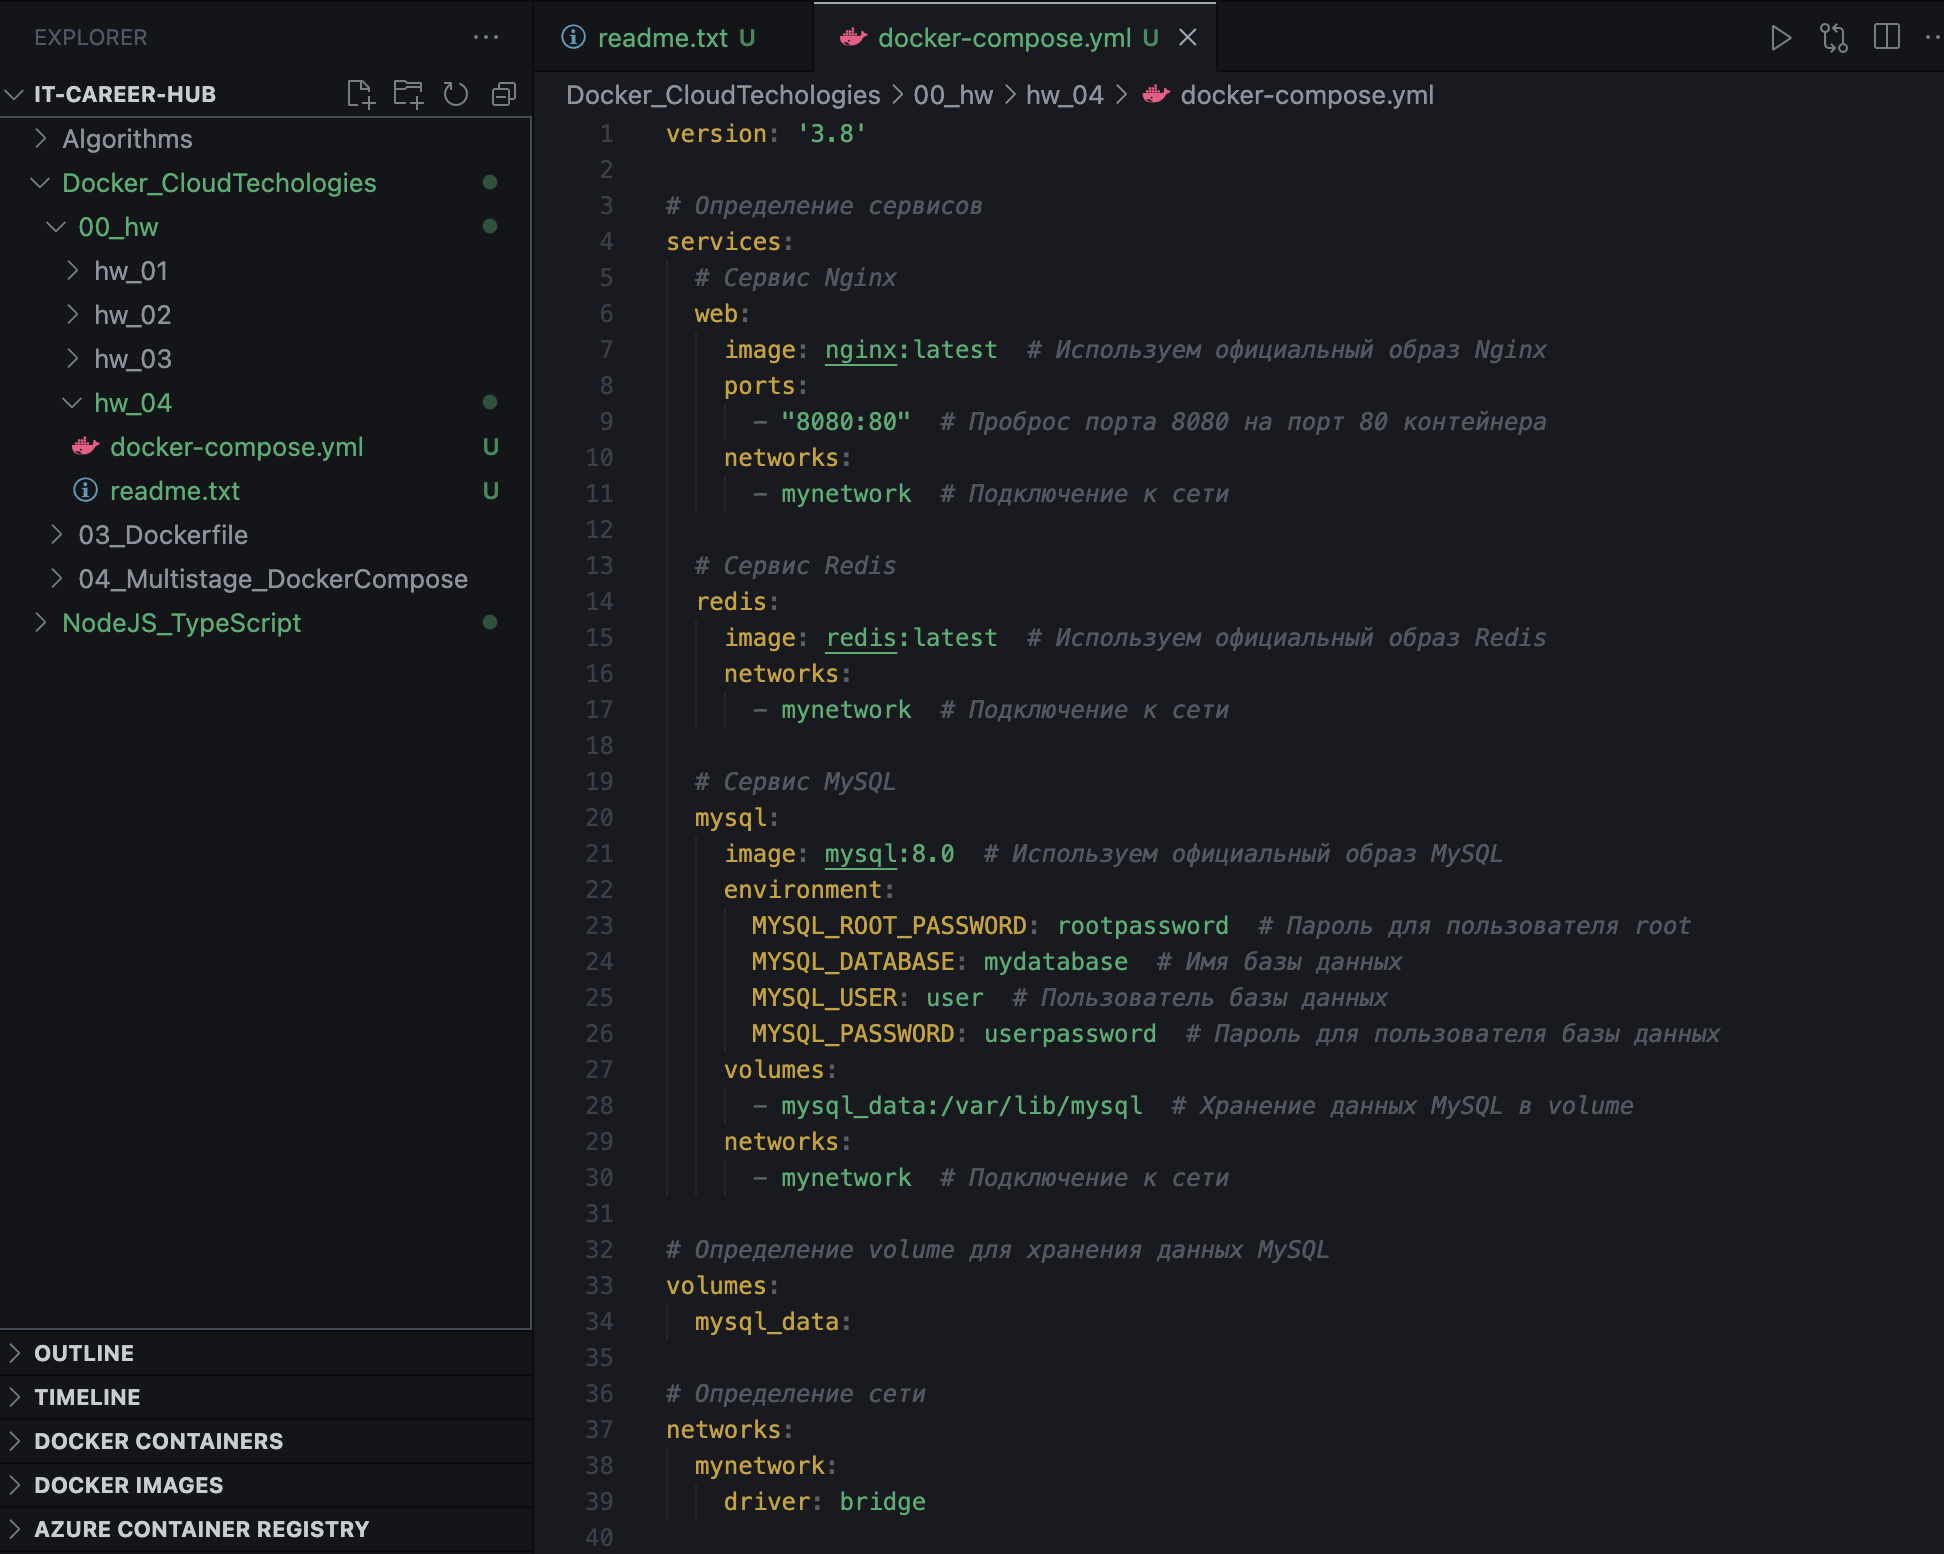 EXPLORER
IT-CAREER-HUB
Algorithms
Docker_CloudTechologies
00_hw
hw_01
hw_02
hw_03
hw_04
docker-compose.yml U
readme.txt U
03_Dockerfile
04_Multistage_DockerCompose
NodeJS_TypeScript
OUTLINE
TIMELINE
DOCKER CONTAINERS
DOCKER IMAGES
AZURE CONTAINER REGISTRY
readme.txt U docker-compose.yml U
Docker_CloudTechologies > 00_hw > hw_04 > docker-compose.yml
1 version: '3.8'
2
3 # Определение сервисов
4 services:
5 # Сервис Nginx
6 web:
7 image: nginx:latest # Используем официальный образ Nginx
8 ports:
9 - "8080:80" # Проброс порта 8080 на порт 80 контейнера
10 networks:
11 - mynetwork # Подключение к сети
12
13 # Сервис Redis
14 redis:
15 image: redis:latest # Используем официальный образ Redis
16 networks:
17 - mynetwork # Подключение к сети
18
19 # Сервис MySQL
20 mysql:
21 image: mysql:8.0 # Используем официальный образ MySQL
22 environment:
23 MYSQL_ROOT_PASSWORD: rootpassword # Пароль для пользователя root
24 MYSQL_DATABASE: mydatabase # Имя базы данных
25 MYSQL_USER: user # Пользователь базы данных
26 MYSQL_PASSWORD: userpassword # Пароль для пользователя базы данных
27 volumes:
28 - mysql_data:/var/lib/mysql # Хранение данных MySQL в volume
29 networks:
30 - mynetwork # Подключение к сети
31
32 # Определение volume для хранения данных MySQL
33 volumes:
34 mysql_data:
35
36 # Определение сети
37 networks:
38 mynetwork:
39 driver: bridge
40